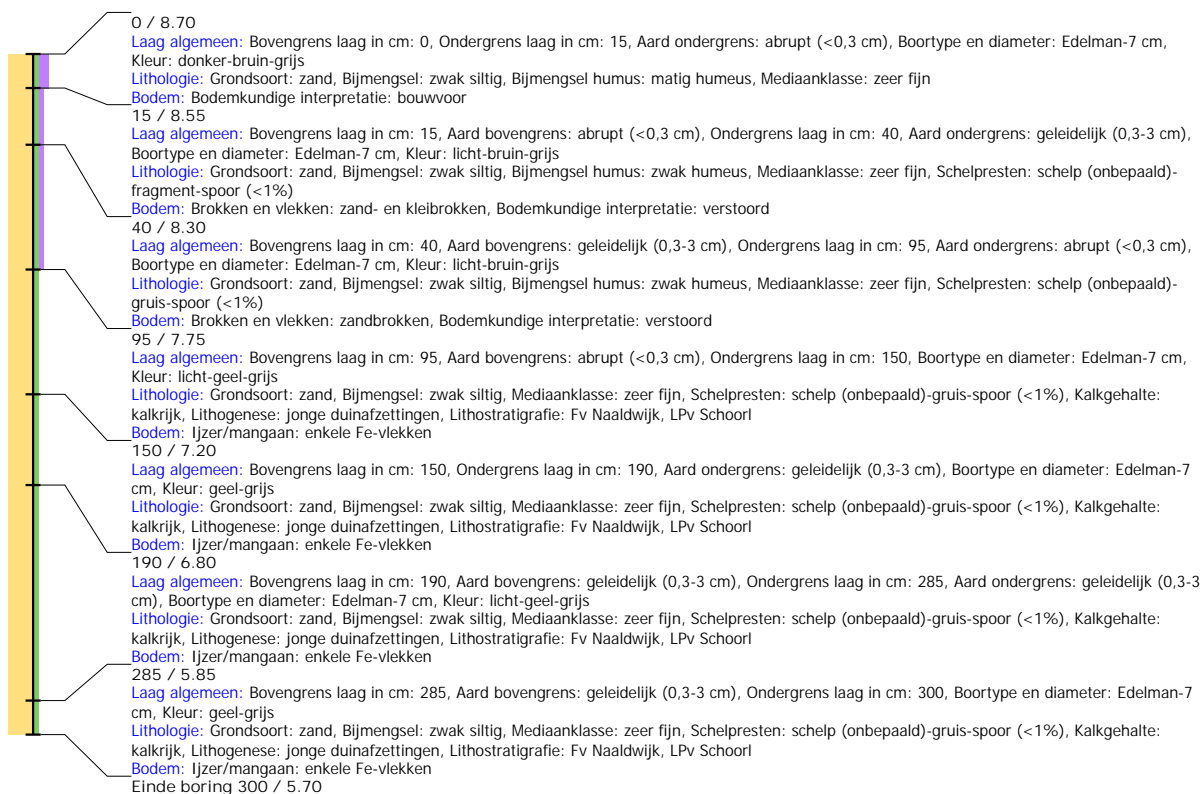 0 / 8.70
Laag algemeen: Bovengrens laag in cm: 0, Ondergrens laag in cm: 15, Aard ondergrens: abrupt (<0,3 cm), Boortype en diameter: Edelman-7 cm,
Kleur: donker-bruin-grijs
Lithologie: Grondsoort: zand, Bijmengsel: zwak siltig, Bijmengsel humus: matig humeus, Mediaanklasse: zeer fijn
Bodem: Bodemkundige interpretatie: bouwvoor
15 / 8.55
Laag algemeen: Bovengrens laag in cm: 15, Aard bovengrens: abrupt (<0,3 cm), Ondergrens laag in cm: 40, Aard ondergrens: geleidelijk (0,3-3 cm),
Boortype en diameter: Edelman-7 cm, Kleur: licht-bruin-grijs
Lithologie: Grondsoort: zand, Bijmengsel: zwak siltig, Bijmengsel humus: zwak humeus, Mediaanklasse: zeer fijn, Schelpresten: schelp (onbepaald)-
fragment-spoor (<1%)
Bodem: Brokken en vlekken: zand- en kleibrokken, Bodemkundige interpretatie: verstoord
40 / 8.30
Laag algemeen: Bovengrens laag in cm: 40, Aard bovengrens: geleidelijk (0,3-3 cm), Ondergrens laag in cm: 95, Aard ondergrens: abrupt (<0,3 cm),
Boortype en diameter: Edelman-7 cm, Kleur: licht-bruin-grijs
Lithologie: Grondsoort: zand, Bijmengsel: zwak siltig, Bijmengsel humus: zwak humeus, Mediaanklasse: zeer fijn, Schelpresten: schelp (onbepaald)-
gruis-spoor (<1%)
Bodem: Brokken en vlekken: zandbrokken, Bodemkundige interpretatie: verstoord
95 / 7.75
Laag algemeen: Bovengrens laag in cm: 95, Aard bovengrens: abrupt (<0,3 cm), Ondergrens laag in cm: 150, Boortype en diameter: Edelman-7 cm,
Kleur: licht-geel-grijs
Lithologie: Grondsoort: zand, Bijmengsel: zwak siltig, Mediaanklasse: zeer fijn, Schelpresten: schelp (onbepaald)-gruis-spoor (<1%), Kalkgehalte:
kalkrijk, Lithogenese: jonge duinafzettingen, Lithostratigrafie: Fv Naaldwijk, LPv Schoorl
Bodem: Ijzer/mangaan: enkele Fe-vlekken
150 / 7.20
Laag algemeen: Bovengrens laag in cm: 150, Ondergrens laag in cm: 190, Aard ondergrens: geleidelijk (0,3-3 cm), Boortype en diameter: Edelman-7
cm, Kleur: geel-grijs
Lithologie: Grondsoort: zand, Bijmengsel: zwak siltig, Mediaanklasse: zeer fijn, Schelpresten: schelp (onbepaald)-gruis-spoor (<1%), Kalkgehalte:
kalkrijk, Lithogenese: jonge duinafzettingen, Lithostratigrafie: Fv Naaldwijk, LPv Schoorl
Bodem: Ijzer/mangaan: enkele Fe-vlekken
190 / 6.80
Laag algemeen: Bovengrens laag in cm: 190, Aard bovengrens: geleidelijk (0,3-3 cm), Ondergrens laag in cm: 285, Aard ondergrens: geleidelijk (0,3-3
cm), Boortype en diameter: Edelman-7 cm, Kleur: licht-geel-grijs
Lithologie: Grondsoort: zand, Bijmengsel: zwak siltig, Mediaanklasse: zeer fijn, Schelpresten: schelp (onbepaald)-gruis-spoor (<1%), Kalkgehalte:
kalkrijk, Lithogenese: jonge duinafzettingen, Lithostratigrafie: Fv Naaldwijk, LPv Schoorl
Bodem: Ijzer/mangaan: enkele Fe-vlekken
285 / 5.85
Laag algemeen: Bovengrens laag in cm: 285, Aard bovengrens: geleidelijk (0,3-3 cm), Ondergrens laag in cm: 300, Boortype en diameter: Edelman-7
cm, Kleur: geel-grijs
Lithologie: Grondsoort: zand, Bijmengsel: zwak siltig, Mediaanklasse: zeer fijn, Schelpresten: schelp (onbepaald)-gruis-spoor (<1%), Kalkgehalte:
kalkrijk, Lithogenese: jonge duinafzettingen, Lithostratigrafie: Fv Naaldwijk, LPv Schoorl
Bodem: Ijzer/mangaan: enkele Fe-vlekken
Einde boring 300 / 5.70